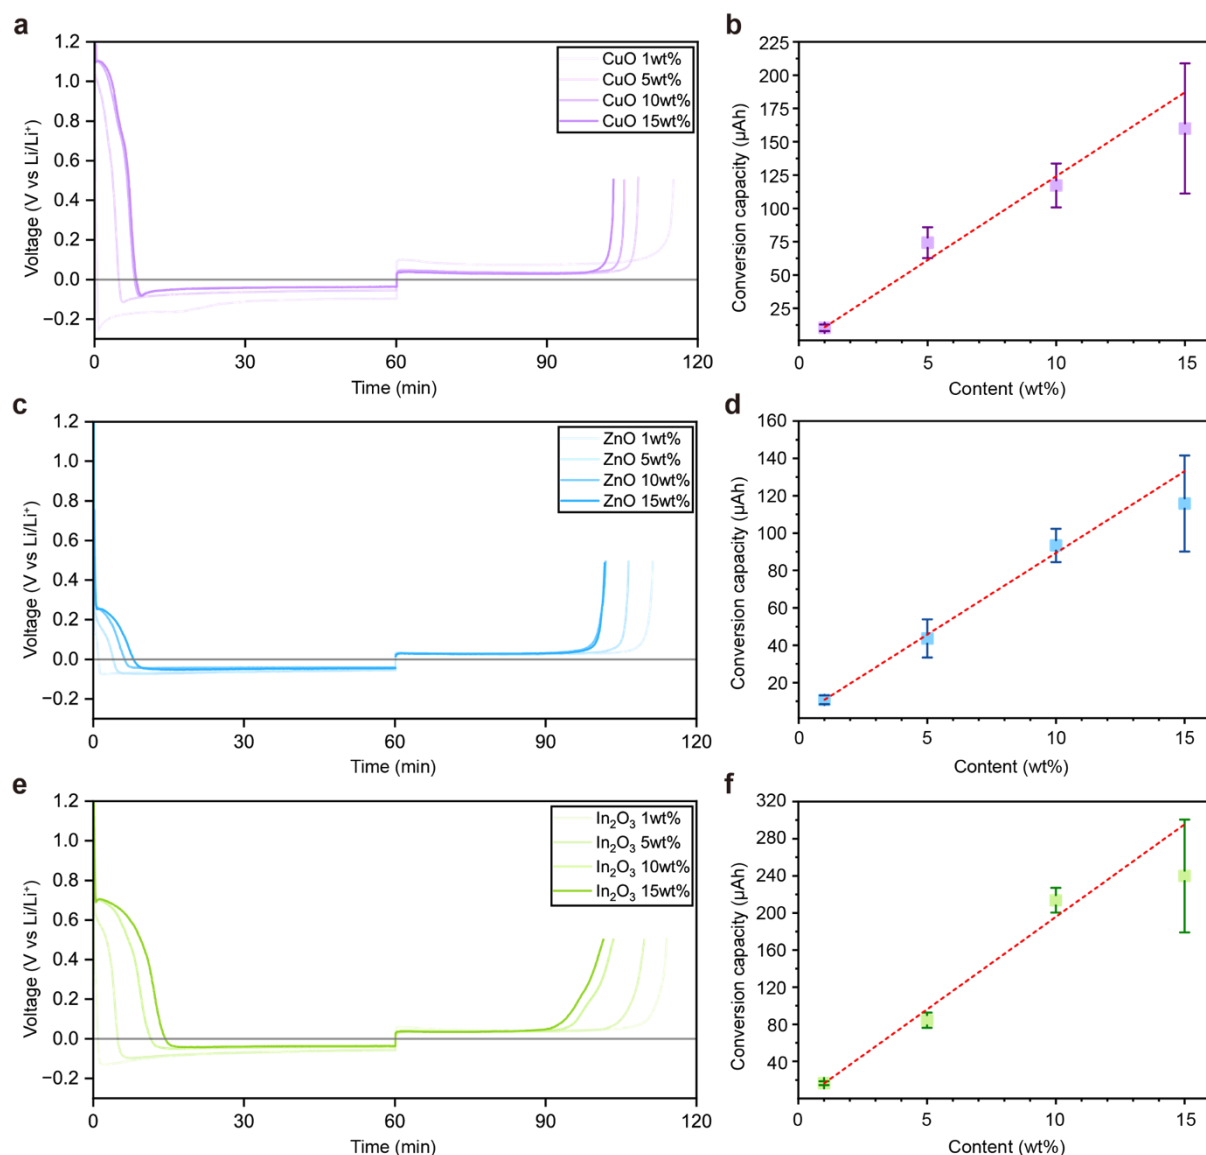 a
1.2
1.0
0.8
0.6
0.4
0.2
0.0
−0.2
Voltage (V vs Li/Li⁺)
CuO 1wt%
CuO 5wt%
CuO 10wt%
CuO 15wt%
0 30 60 90 120
Time (min)
b
225
200
175
150
125
100
75
50
25
Conversion capacity (μAh)
0 5 10 15
Content (wt%)
c
1.2
1.0
0.8
0.6
0.4
0.2
0.0
−0.2
Voltage (V vs Li/Li⁺)
ZnO 1wt%
ZnO 5wt%
ZnO 10wt%
ZnO 15wt%
0 30 60 90 120
Time (min)
d
160
140
120
100
80
60
40
20
Conversion capacity (μAh)
0 5 10 15
Content (wt%)
e
1.2
1.0
0.8
0.6
0.4
0.2
0.0
−0.2
Voltage (V vs Li/Li⁺)
In₂O₃ 1wt%
In₂O₃ 5wt%
In₂O₃ 10wt%
In₂O₃ 15wt%
0 30 60 90 120
Time (min)
f
320
280
240
200
160
120
80
40
Conversion capacity (μAh)
0 5 10 15
Content (wt%)